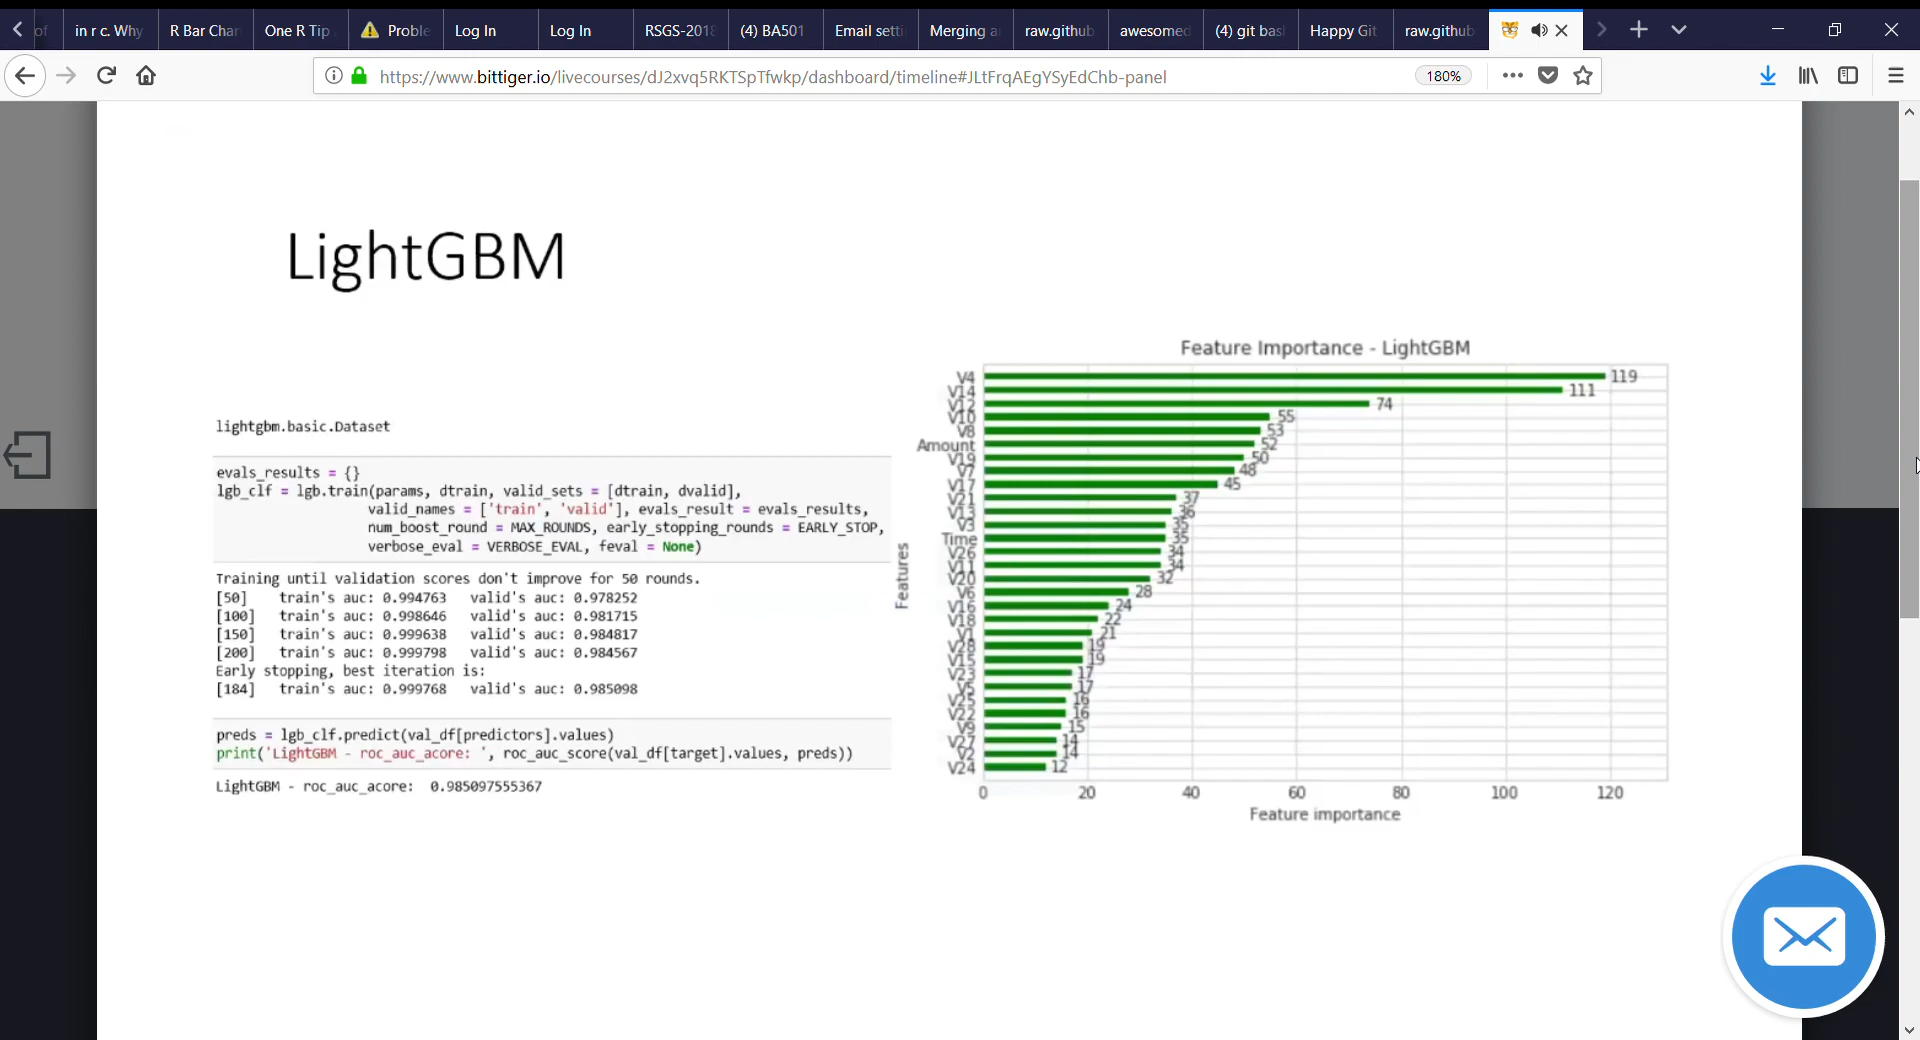 of
in r c. Why
R Bar Char
One R Tip
Proble
Log In
Log In
RSGS-2018
(4) BA501
Email setti
Merging a
raw.github
awesomed
(4) git bas
Happy Git
raw.github
https://www.bittiger.io/livecourses/dJ2xvq5RKTSpTfwkp/dashboard/timeline#JLtFrqAEgYSyEdChb-panel
180%
LightGBM
lightgbm.basic.Dataset
evals_results = {}
lgb_clf = lgb.train(params, dtrain, valid_sets = [dtrain, dvalid],
valid_names = ['train', 'valid'], evals_result = evals_results,
num_boost_round = MAX_ROUNDS, early_stopping_rounds = EARLY_STOP,
verbose_eval = VERBOSE_EVAL, feval = None)
Training until validation scores don't improve for 50 rounds.
[50] train's auc: 0.994763 valid's auc: 0.978252
[100] train's auc: 0.998646 valid's auc: 0.981715
[150] train's auc: 0.999638 valid's auc: 0.984817
[200] train's auc: 0.999798 valid's auc: 0.984567
Early stopping, best iteration is:
[184] train's auc: 0.999768 valid's auc: 0.985098
preds = lgb_clf.predict(val_df[predictors].values)
print('LightGBM - roc_auc_acore: ', roc_auc_score(val_df[target].values, preds))
LightGBM - roc_auc_acore: 0.985097555367
Feature Importance - LightGBM
Features
V4 119
V14 111
V12 74
V10 55
V8 53
Amount 52
V19 50
V7 48
V17 45
V21 37
V13 36
V3 35
Time 35
V26 34
V11 34
V20 32
V6 28
V16 24
V18 22
V1 21
V28 19
V15 19
V23 17
V5 17
V25 16
V22 16
V9 15
V27 14
V2 14
V24 12
0 20 40 60 80 100 120
Feature importance